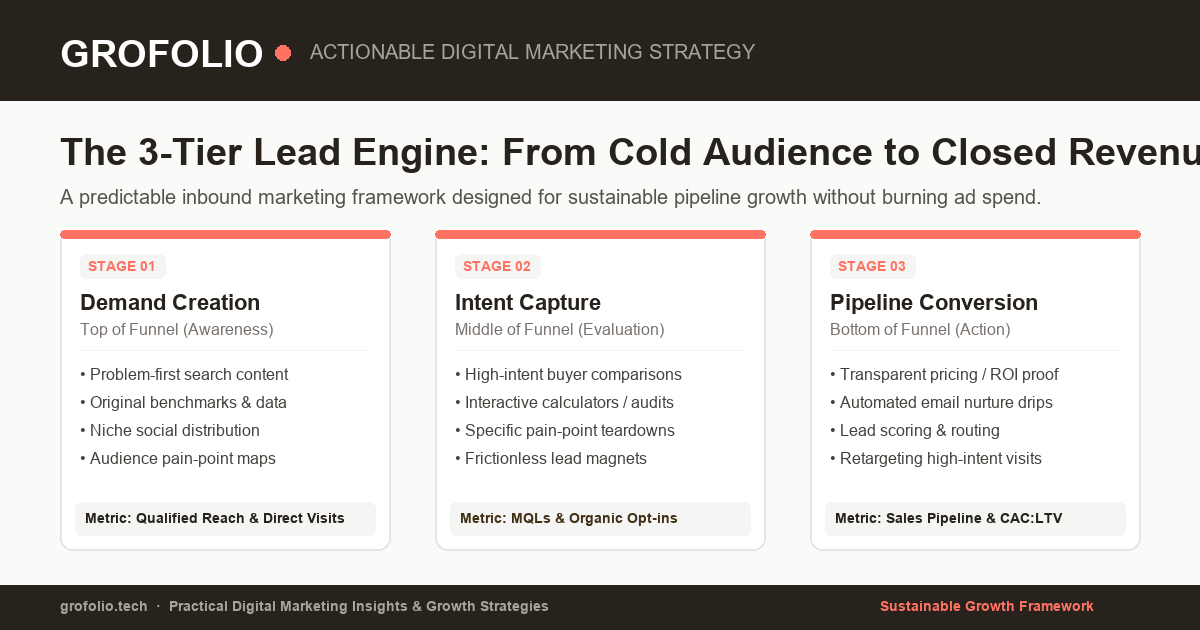 GROFOLIO ACTIONABLE DIGITAL MARKETING STRATEGY
The 3-Tier Lead Engine: From Cold Audience to Closed Revenu
A predictable inbound marketing framework designed for sustainable pipeline growth without burning ad spend.
STAGE 01
Demand Creation
Top of Funnel (Awareness)
• Problem-first search content
• Original benchmarks & data
• Niche social distribution
• Audience pain-point maps
Metric: Qualified Reach & Direct Visits
STAGE 02
Intent Capture
Middle of Funnel (Evaluation)
• High-intent buyer comparisons
• Interactive calculators / audits
• Specific pain-point teardowns
• Frictionless lead magnets
Metric: MQLs & Organic Opt-ins
STAGE 03
Pipeline Conversion
Bottom of Funnel (Action)
• Transparent pricing / ROI proof
• Automated email nurture drips
• Lead scoring & routing
• Retargeting high-intent visits
Metric: Sales Pipeline & CAC:LTV
grofolio.tech · Practical Digital Marketing Insights & Growth Strategies
Sustainable Growth Framework